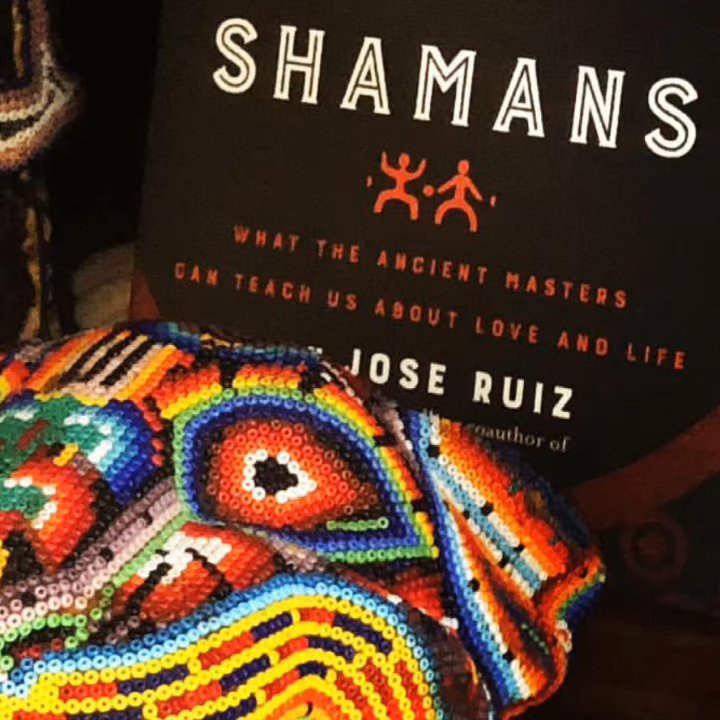 SHAMANS
WHAT THE ANCIENT MASTERS
CAN TEACH US ABOUT LOVE AND LIFE
JOSE RUIZ
coauthor of